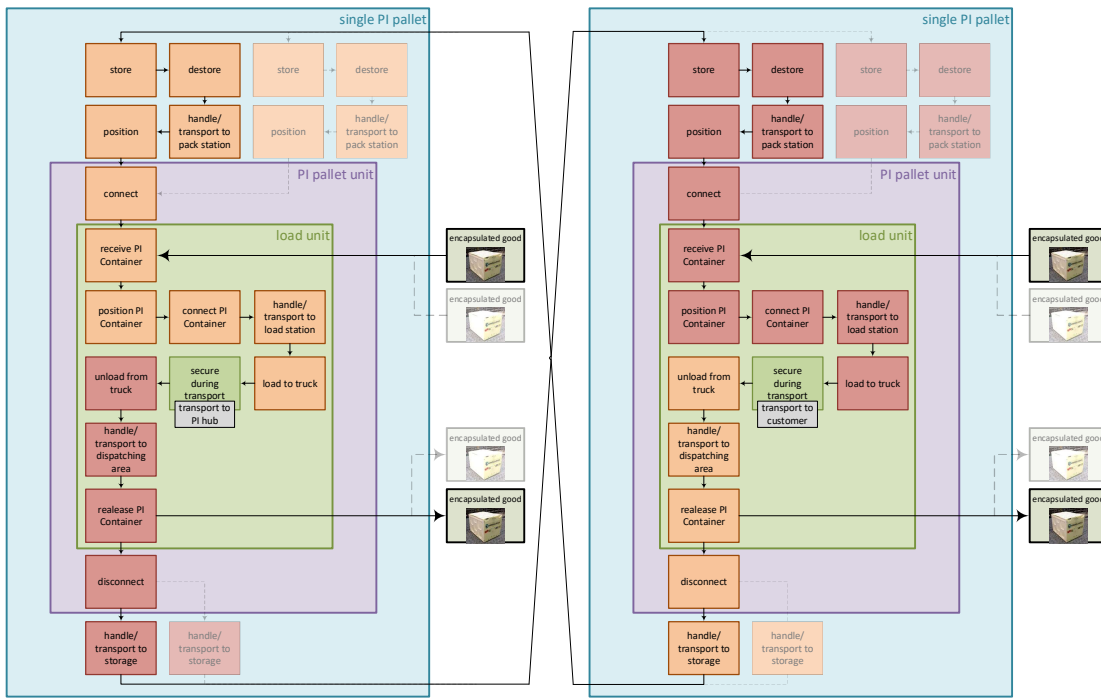 single PI pallet
store
destore
store
destore
position
handle/
transport to
pack station
position
handle/
transport to
pack station
PI pallet unit
connect
load unit
receive PI
Container
encapsulated good
encapsulated good
position PI
Container
connect PI
Container
handle/
transport to
load station
unload from
truck
secure
during
transport
transport to
PI hub
load to truck
handle/
transport to
dispatching
area
encapsulated good
realease PI
Container
encapsulated good
disconnect
handle/
transport to
storage
handle/
transport to
storage
single PI pallet
store
destore
store
destore
position
handle/
transport to
pack station
position
handle/
transport to
pack station
PI pallet unit
connect
load unit
receive PI
Container
encapsulated good
encapsulated good
position PI
Container
connect PI
Container
handle/
transport to
load station
unload from
truck
secure
during
transport
transport to
customer
load to truck
handle/
transport to
dispatching
area
encapsulated good
realease PI
Container
encapsulated good
disconnect
handle/
transport to
storage
handle/
transport to
storage